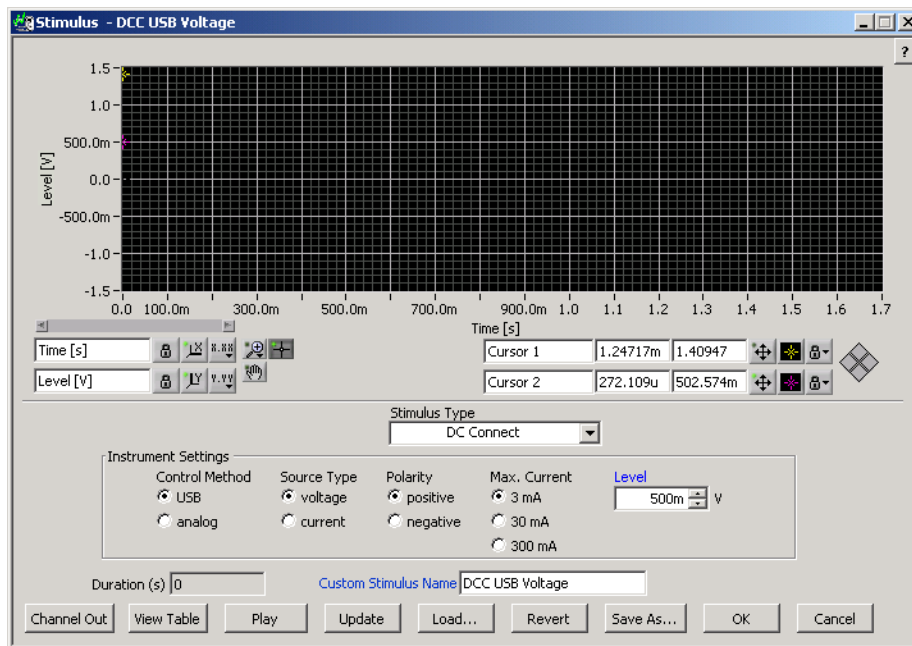 Stimulus - DCC USB Voltage
?
1.5
1.0
500.0m
0.0
-500.0m
-1.0
-1.5
Level [V]
0.0 100.0m 300.0m 500.0m 700.0m 900.0m 1.0 1.1 1.2 1.3 1.4 1.5 1.6 1.7
Time [s]
Time [s] X X.XX Cursor 1 1.24717m 1.40947
Level [V] Y Y.YY Cursor 2 272.109u 502.574m
Stimulus Type
DC Connect
Instrument Settings
Control Method Source Type Polarity Max. Current Level
USB voltage positive 3 mA 500m V
analog current negative 30 mA
300 mA
Duration (s) 0 Custom Stimulus Name DCC USB Voltage
Channel Out View Table Play Update Load... Revert Save As... OK Cancel